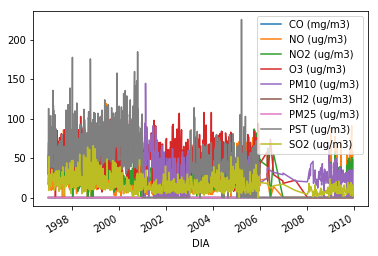 CO (mg/m3)
NO (ug/m3)
NO2 (ug/m3)
O3 (ug/m3)
PM10 (ug/m3)
SH2 (ug/m3)
PM25 (ug/m3)
PST (ug/m3)
SO2 (ug/m3)
200
150
100
50
0
1998
2000
2002
2004
2006
2008
2010
DIA